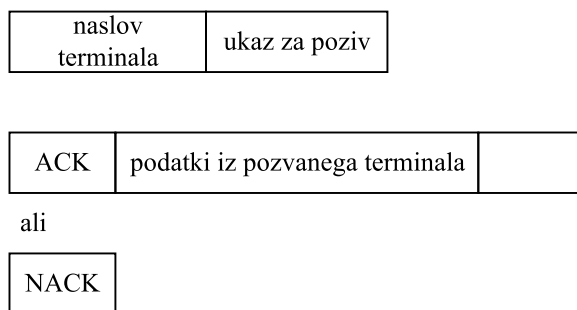 naslov
terminala
ukaz za poziv
ACK
podatki iz pozvanega terminala
ali
NACK